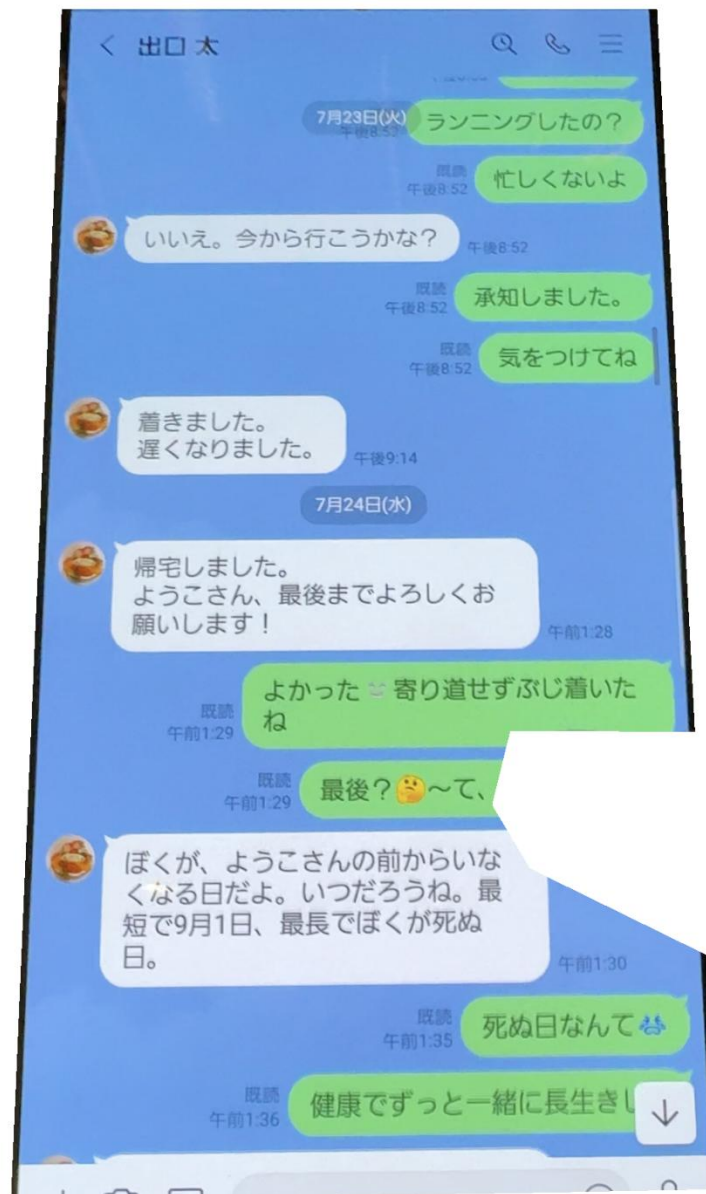 出口 太
7月23日(火)
午後8:52
ランニングしたの？
既読
午後8:52
忙しくないよ
いいえ。今から行こうかな？
午後8:52
既読
午後8:52
承知しました。
既読
午後8:52
気をつけてね
着きました。
遅くなりました。
午後9:14
7月24日(水)
帰宅しました。
ようこさん、最後までよろしくお
願いします！
午前1:28
よかった
寄り道せずぶじ着いた
ね
既読
午前1:29
既読
午前1:29
最後？🤔〜て、
ぼくが、ようこさんの前からいな
くなる日だよ。いつだろうね。最
短で9月1日、最長でぼくが死ぬ
日。
午前1:30
既読
午前1:35
死ぬ日なんて
既読
午前1:36
健康でずっと一緒に長生き